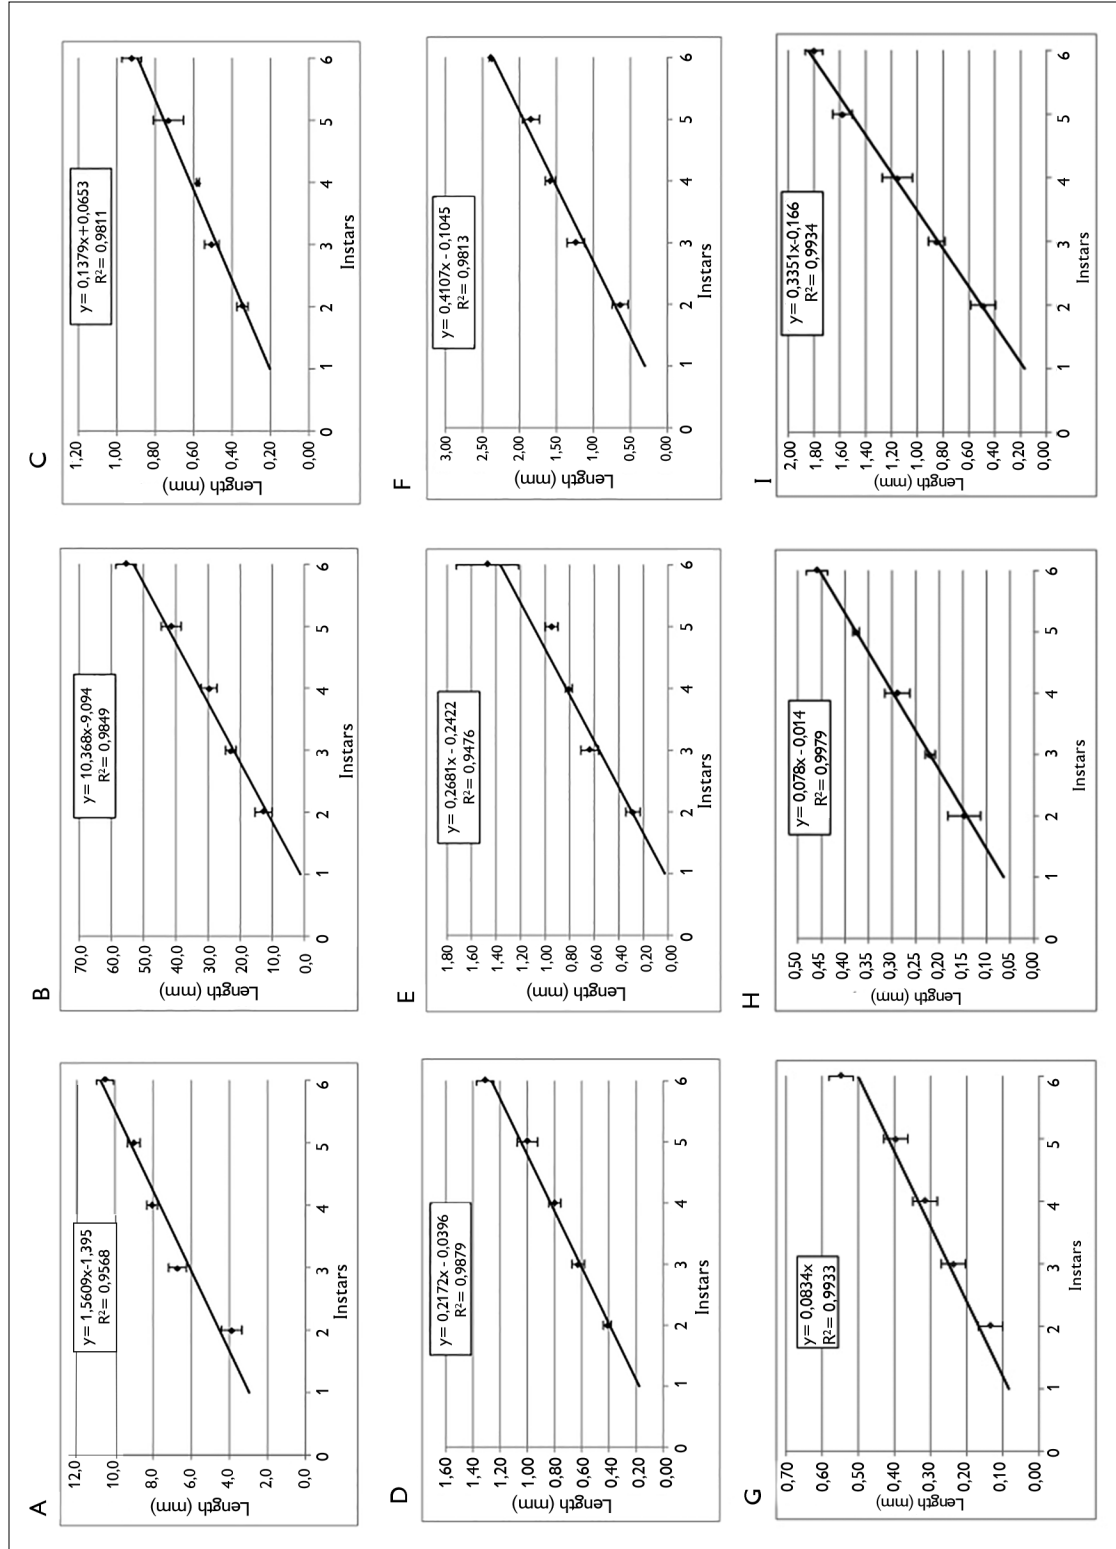 A
y= 1,5609x-1,395
R²= 0,9568
12,0
10,0
8,0
6,0
4,0
2,0
0,0
Length (mm)
0 1 2 3 4 5 6
Instars
B
y= 10,368x-9,094
R²= 0,9849
70,0
60,0
50,0
40,0
30,0
20,0
10,0
0,0
Length (mm)
0 1 2 3 4 5 6
Instars
C
y= 0,1379x+0,0653
R²= 0,9811
1,20
1,00
0,80
0,60
0,40
0,20
0,00
Length (mm)
0 1 2 3 4 5 6
Instars
D
y= 0,2172x - 0,0396
R²= 0,9879
1,60
1,40
1,20
1,00
0,80
0,60
0,40
0,20
0,00
Length (mm)
0 1 2 3 4 5 6
Instars
E
y= 0,2681x - 0,2422
R²= 0,9476
1,80
1,60
1,40
1,20
1,00
0,80
0,60
0,40
0,20
0,00
Length (mm)
0 1 2 3 4 5 6
Instars
F
y= 0,4107x - 0,1045
R²= 0,9813
3,00
2,50
2,00
1,50
1,00
0,50
0,00
Length (mm)
0 1 2 3 4 5 6
Instars
G
y= 0,0834x
R²= 0,9933
0,70
0,60
0,50
0,40
0,30
0,20
0,10
0,00
Length (mm)
0 1 2 3 4 5 6
Instars
H
y= 0,078x - 0,014
R²= 0,9979
0,50
0,45
0,40
0,35
0,30
0,25
0,20
0,15
0,10
0,05
0,00
Length (mm)
0 1 2 3 4 5 6
Instars
I
y= 0,3351x-0,166
R²= 0,9934
2,00
1,80
1,60
1,40
1,20
1,00
0,80
0,60
0,40
0,20
0,00
Length (mm)
0 1 2 3 4 5 6
Instars